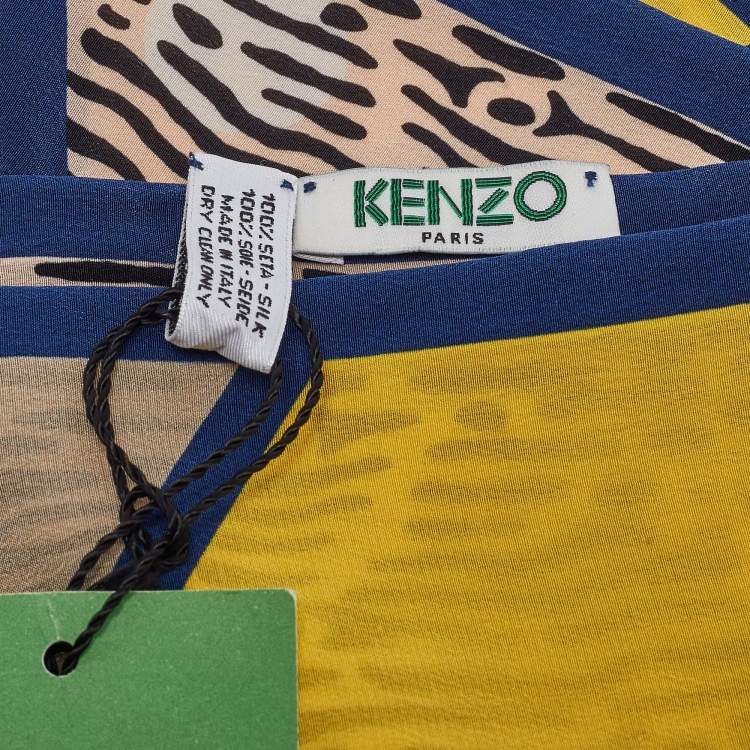 KENZO
PARIS
100% SETA - SILK
100% SOIE - SEIDE
MADE IN ITALY
DRY CLEAN ONLY